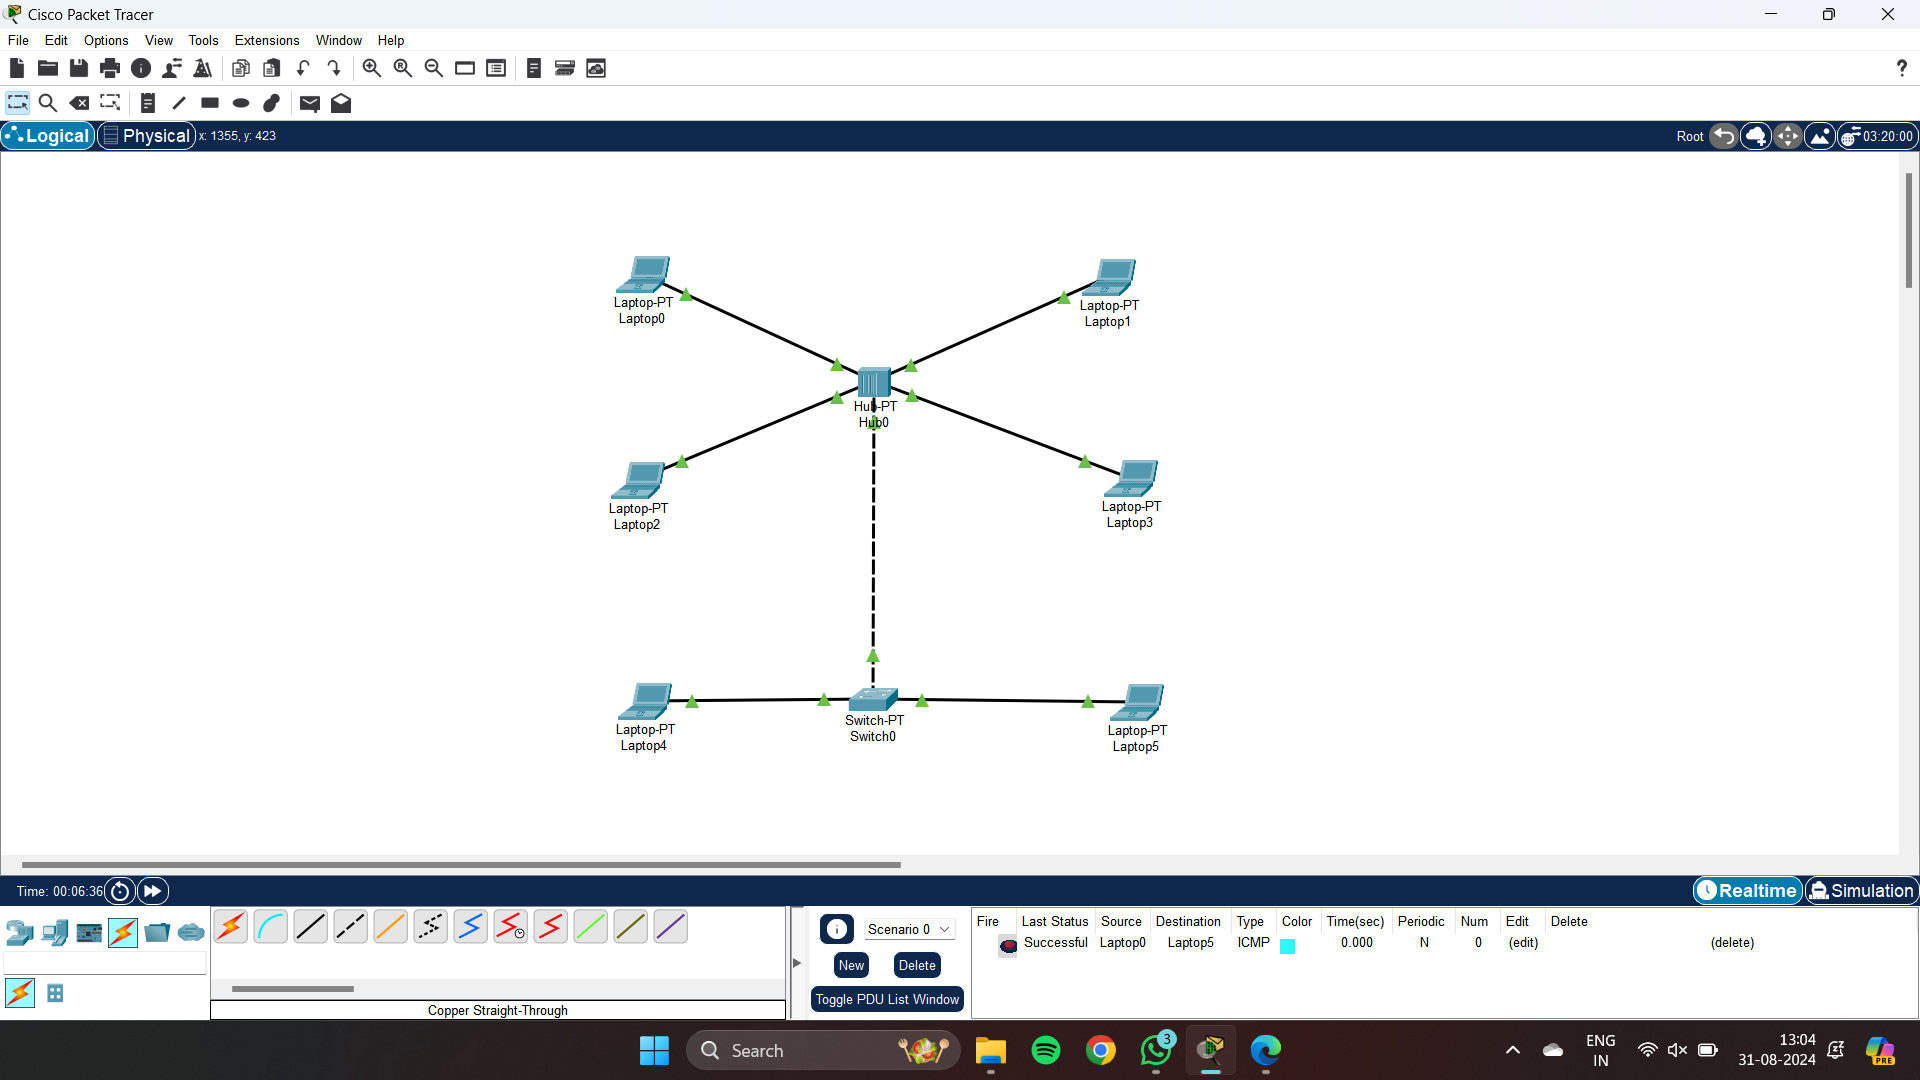 Cisco Packet Tracer
File Edit Options View Tools Extensions Window Help
?
Logical Physical x: 1355, y: 423 Root 03:20:00
Laptop-PT
Laptop0
Laptop-PT
Laptop1
Hub-PT
Hub0
Laptop-PT
Laptop2
Laptop-PT
Laptop3
Laptop-PT
Laptop4
Switch-PT
Switch0
Laptop-PT
Laptop5
Time: 00:06:36 Realtime Simulation
Copper Straight-Through
Scenario 0
New Delete
Toggle PDU List Window
Fire Last Status Source Destination Type Color Time(sec) Periodic Num Edit Delete
Successful Laptop0 Laptop5 ICMP 0.000 N 0 (edit) (delete)
Search
3
ENG
IN
13:04
31-08-2024
PRE